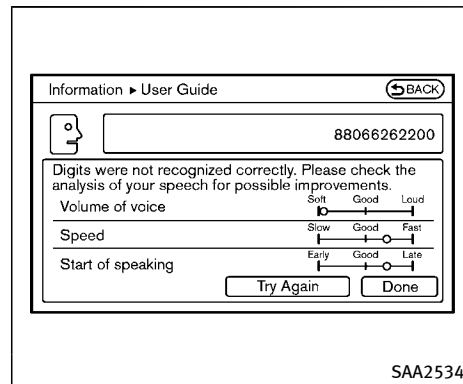 Information ▸ User Guide BACK
88066262200
Digits were not recognized correctly. Please check the
analysis of your speech for possible improvements.
Volume of voice Soft Good Loud
Speed Slow Good Fast
Start of speaking Early Good Late
Try Again Done
SAA2534